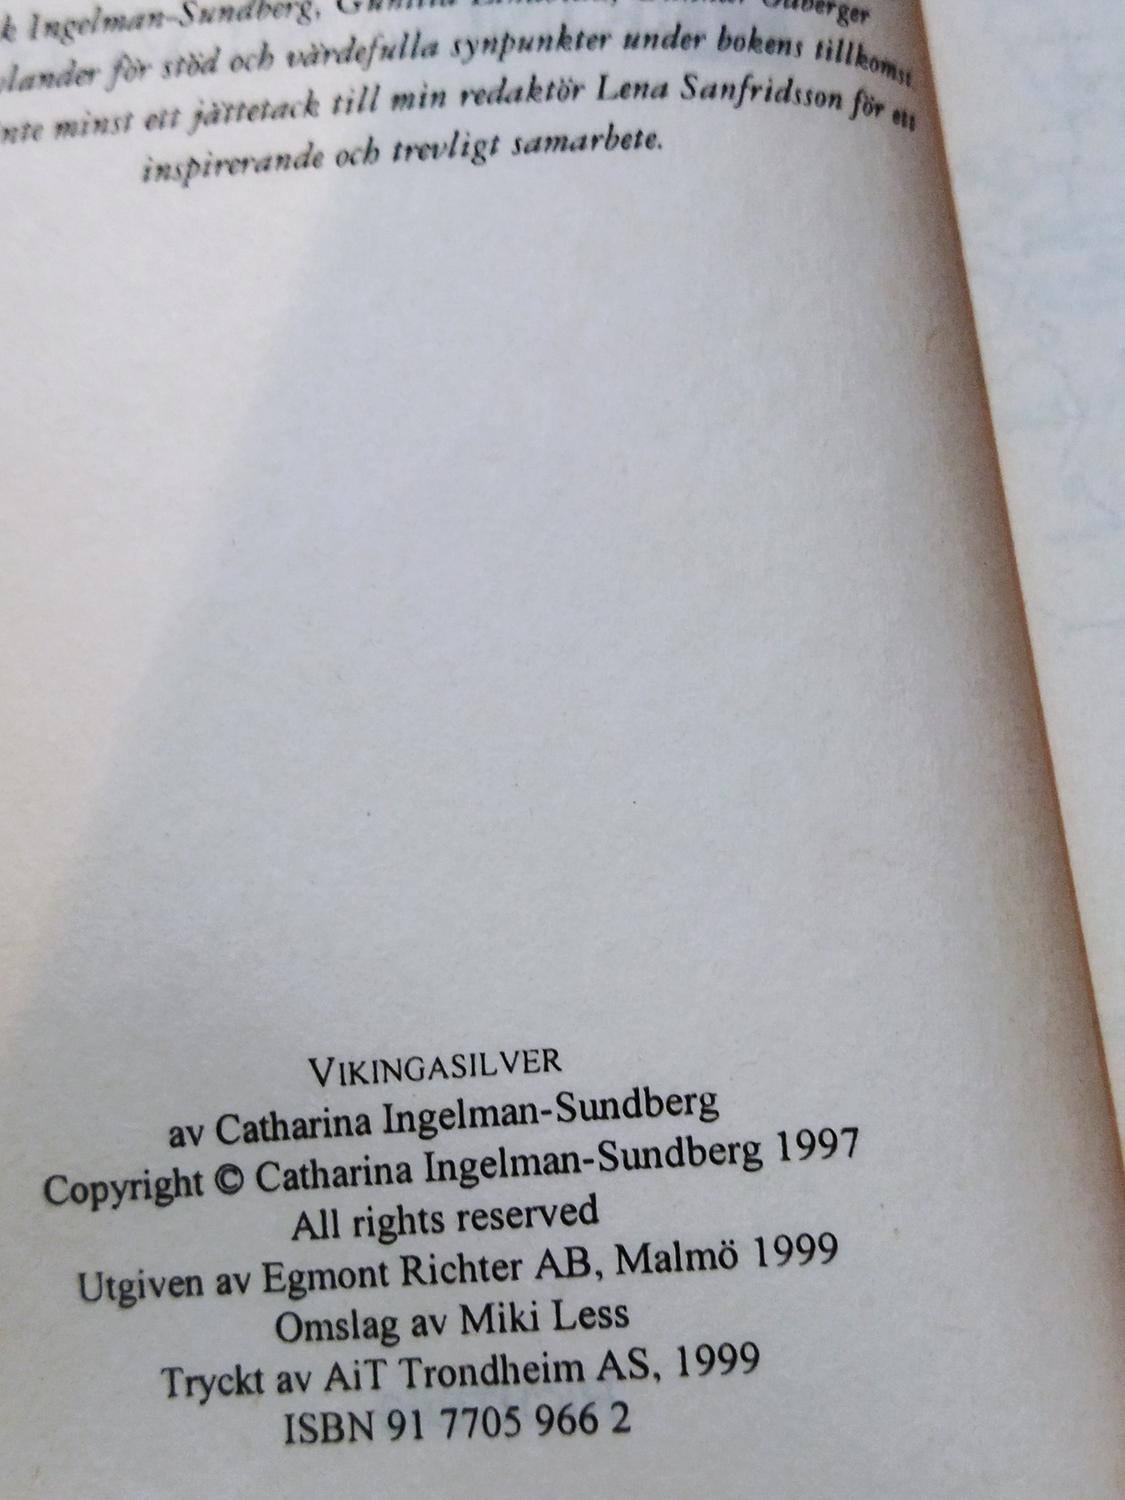 k Ingelman-Sundberg,
lander för stöd och värdefulla synpunkter under bokens tillkomst.
nte minst ett jättetack till min redaktör Lena Sanfridsson för ett
inspirerande och trevligt samarbete.
VIKINGASILVER
av Catharina Ingelman-Sundberg
Copyright © Catharina Ingelman-Sundberg 1997
All rights reserved
Utgiven av Egmont Richter AB, Malmö 1999
Omslag av Miki Less
Tryckt av AiT Trondheim AS, 1999
ISBN 91 7705 966 2